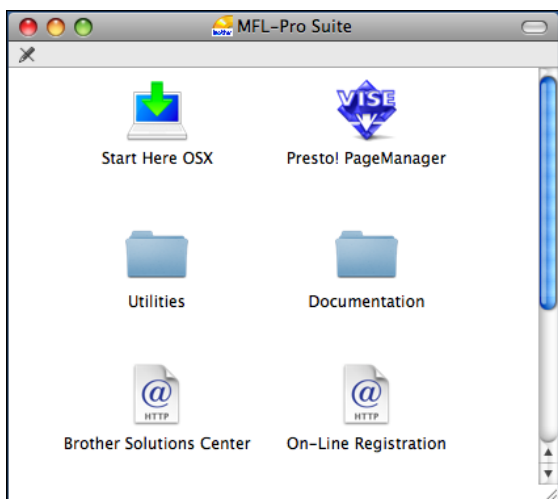 MFL-Pro Suite
Start Here OSX
Presto! PageManager
VISE
Utilities
Documentation
@
HTTP
@
HTTP
Brother Solutions Center
On-Line Registration